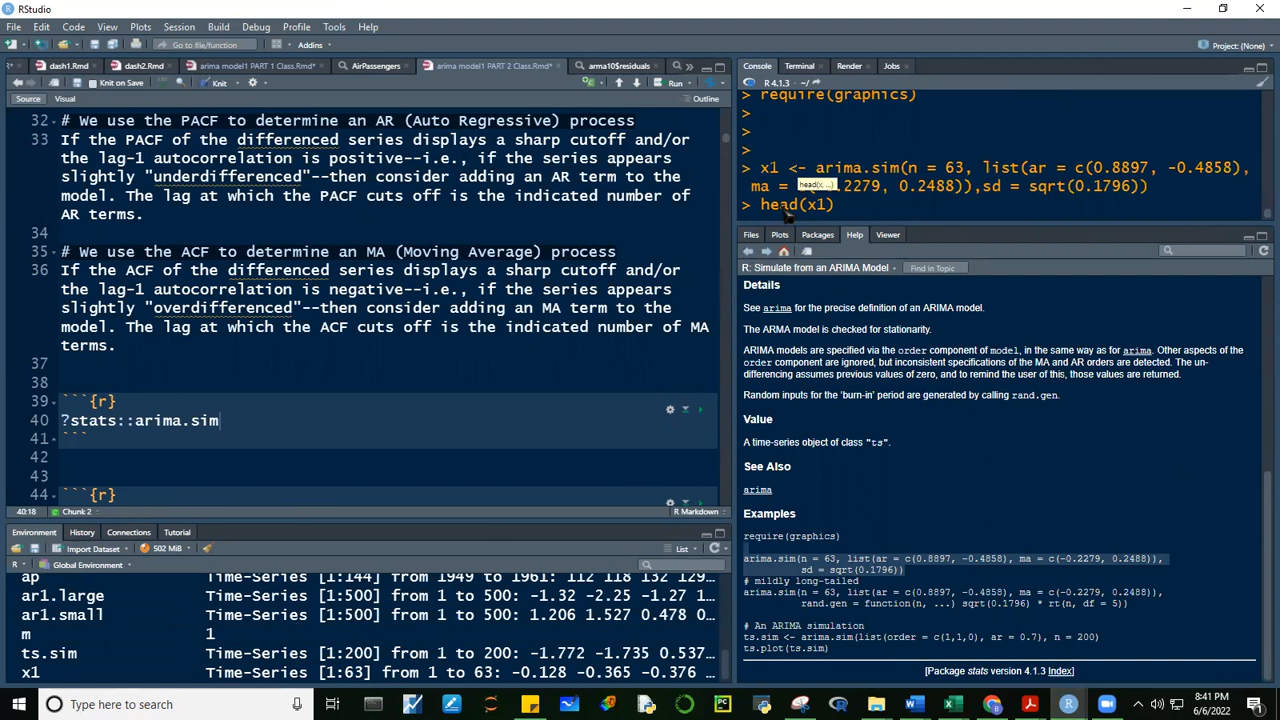 RStudio
File Edit Code View Plots Session Build Debug Profile Tools Help
Go to file/function Addins Project: (None)
dash1.Rmd dash2.Rmd arima model1 PART 1 Class.Rmd* AirPassengers arima model1 PART 2 Class.Rmd* arma10$residuals
Knit on Save Knit Run
Source Visual Outline
32 # We use the PACF to determine an AR (Auto Regressive) process
33 If the PACF of the differenced series displays a sharp cutoff and/or
the lag-1 autocorrelation is positive--i.e., if the series appears
slightly "underdifferenced"--then consider adding an AR term to the
model. The lag at which the PACF cuts off is the indicated number of
AR terms.
34
35 # We use the ACF to determine an MA (Moving Average) process
36 If the ACF of the differenced series displays a sharp cutoff and/or
the lag-1 autocorrelation is negative--i.e., if the series appears
slightly "overdifferenced"--then consider adding an MA term to the
model. The lag at which the ACF cuts off is the indicated number of MA
terms.
37
38
39 ```{r}
40 ?stats::arima.sim
41 ```
42
43
44 ```{r}
40:18 Chunk 2 R Markdown
Environment History Connections Tutorial
Import Dataset 502 MiB List
R Global Environment
ap Time-Series [1:144] from 1949 to 1961: 112 118 132 129…
ar1.large Time-Series [1:500] from 1 to 500: -1.32 -2.25 -1.27 1…
ar1.small Time-Series [1:500] from 1 to 500: 1.206 1.527 0.478 0…
m 1
ts.sim Time-Series [1:200] from 1 to 200: -1.772 -1.735 0.537…
x1 Time-Series [1:63] from 1 to 63: -0.128 -0.365 -0.376 …
Console Terminal Render Jobs
R 4.1.3 · ~/
> require(graphics)
>
>
>
> x1 <- arima.sim(n = 63, list(ar = c(0.8897, -0.4858),
ma = 2279, 0.2488)),sd = sqrt(0.1796))
head(x, ...)
> head(x1)
Files Plots Packages Help Viewer
R: Simulate from an ARIMA Model Find in Topic
Details
See arima for the precise definition of an ARIMA model.
The ARMA model is checked for stationarity.
ARIMA models are specified via the order component of model, in the same way as for arima. Other aspects of the
order component are ignored, but inconsistent specifications of the MA and AR orders are detected. The un-
differencing assumes previous values of zero, and to remind the user of this, those values are returned.
Random inputs for the ‘burn-in’ period are generated by calling rand.gen.
Value
A time-series object of class "ts".
See Also
arima
Examples
require(graphics)
arima.sim(n = 63, list(ar = c(0.8897, -0.4858), ma = c(-0.2279, 0.2488)),
sd = sqrt(0.1796))
# mildly long-tailed
arima.sim(n = 63, list(ar = c(0.8897, -0.4858), ma = c(-0.2279, 0.2488)),
rand.gen = function(n, ...) sqrt(0.1796) * rt(n, df = 5))
# An ARIMA simulation
ts.sim <- arima.sim(list(order = c(1,1,0), ar = 0.7), n = 200)
ts.plot(ts.sim)
[Package stats version 4.1.3 Index]
Type here to search
8:41 PM
6/6/2022